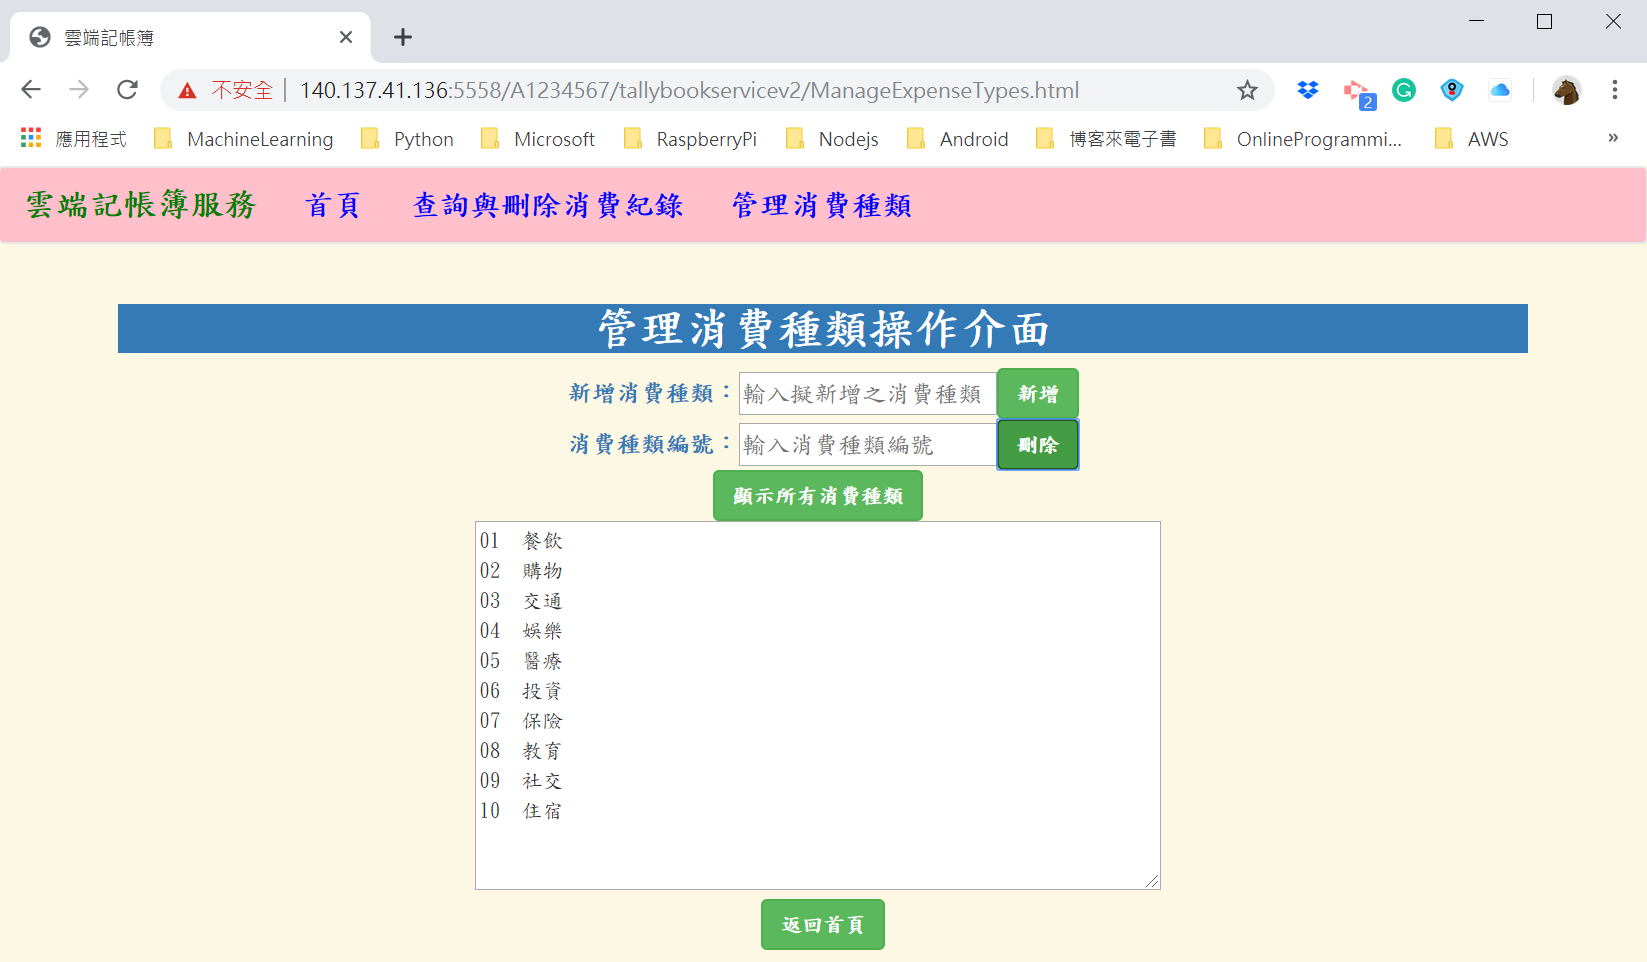 雲端記帳簿
不安全 140.137.41.136:5558/A1234567/tallybookservicev2/ManageExpenseTypes.html
2
應用程式 MachineLearning Python Microsoft RaspberryPi Nodejs Android 博客來電子書 OnlineProgrammi... AWS »
雲端記帳簿服務 首頁 查詢與刪除消費紀錄 管理消費種類
管理消費種類操作介面
新增消費種類：輸入擬新增之消費種類 新增
消費種類編號：輸入消費種類編號 刪除
顯示所有消費種類
01 餐飲
02 購物
03 交通
04 娛樂
05 醫療
06 投資
07 保險
08 教育
09 社交
10 住宿
返回首頁